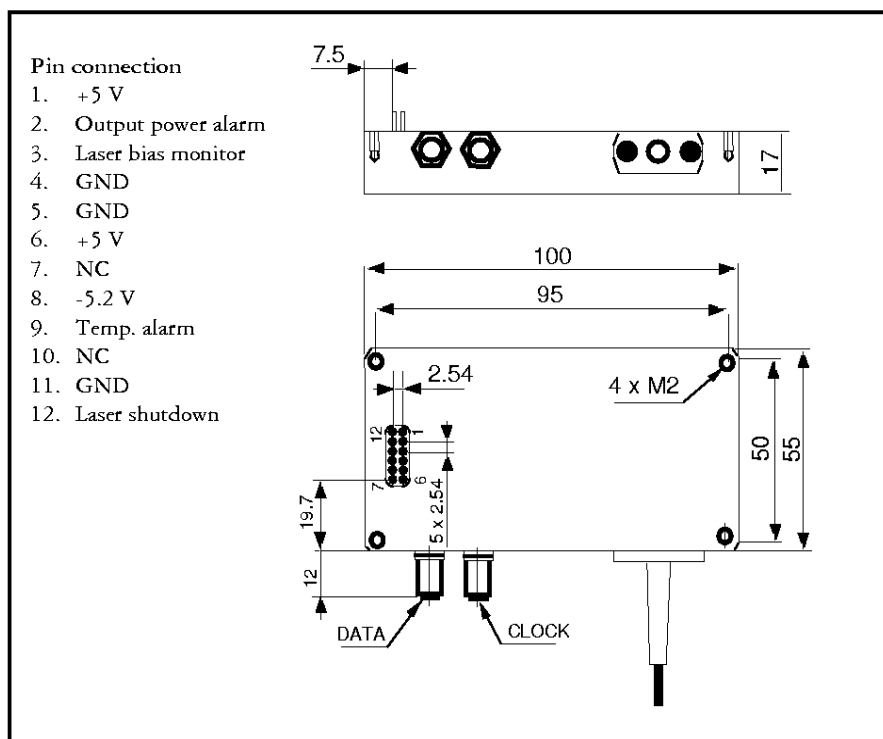 Pin connection
1. +5 V
2. Output power alarm
3. Laser bias monitor
4. GND
5. GND
6. +5 V
7. NC
8. -5.2 V
9. Temp. alarm
10. NC
11. GND
12. Laser shutdown
7.5
17
100
95
2.54
4 x M2
12
1
7
6
5 x 2.54
50
55
19.7
12
DATA
CLOCK